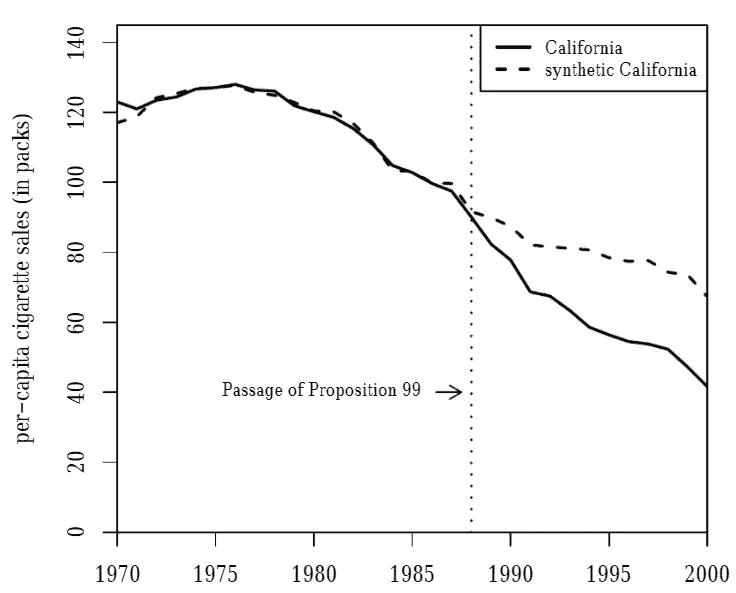 California
synthetic California
per-capita cigarette sales (in packs)
140
120
100
80
60
40
20
0
Passage of Proposition 99
1970 1975 1980 1985 1990 1995 2000